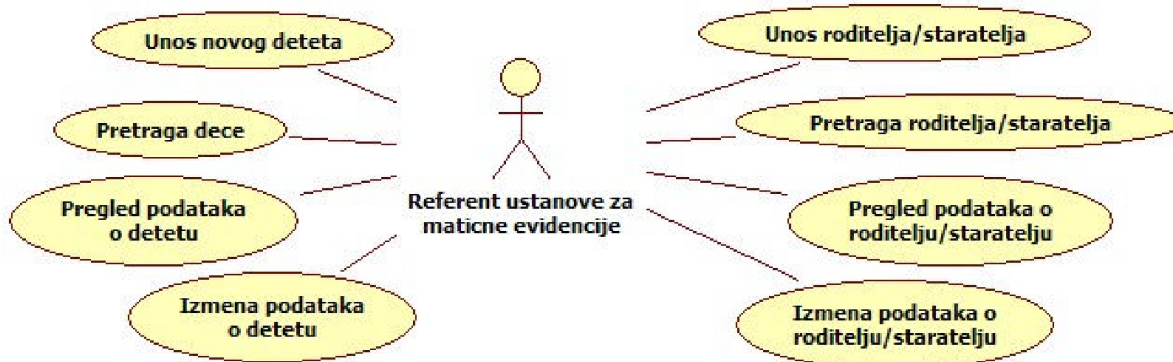 Unos novog deteta
Pretraga dece
Pregled podataka
o detetu
Izmena podataka
o detetu
Referent ustanove za
maticne evidencije
Unos roditelja/staratelja
Pretraga roditelja/staratelja
Pregled podataka o
roditelju/staratelju
Izmena podataka o
roditelju/staratelju